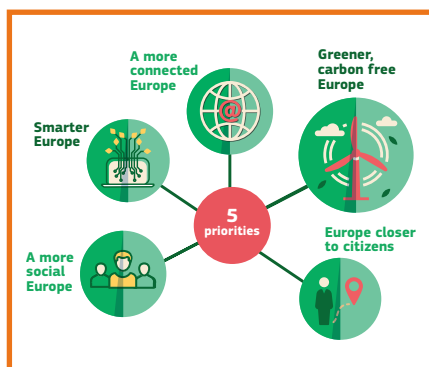 A more
connected
Europe
Greener,
carbon free
Europe
Smarter
Europe
@
5
priorities
A more
social
Europe
Europe closer
to citizens